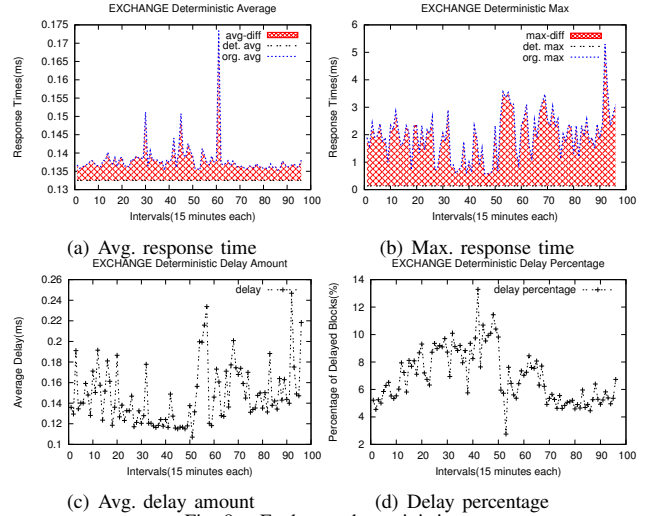 EXCHANGE Deterministic Average
0.175
0.17
0.165
0.16
0.155
0.15
0.145
0.14
0.135
0.13
Response Times(ms)
avg-diff
det. avg
org. avg
0 10 20 30 40 50 60 70 80 90 100
Intervals(15 minutes each)
(a) Avg. response time
EXCHANGE Deterministic Max
6
5
4
3
2
1
0
Response Times(ms)
max-diff
det. max
org. max
0 10 20 30 40 50 60 70 80 90 100
Intervals(15 minutes each)
(b) Max. response time
EXCHANGE Deterministic Delay Amount
0.26
0.24
0.22
0.2
0.18
0.16
0.14
0.12
0.1
Average Delay(ms)
delay
0 10 20 30 40 50 60 70 80 90 100
Intervals(15 minutes each)
(c) Avg. delay amount
EXCHANGE Deterministic Delay Percentage
14
12
10
8
6
4
2
Percentage of Delayed Blocks(%)
delay percentage
0 10 20 30 40 50 60 70 80 90 100
Intervals(15 minutes each)
(d) Delay percentage